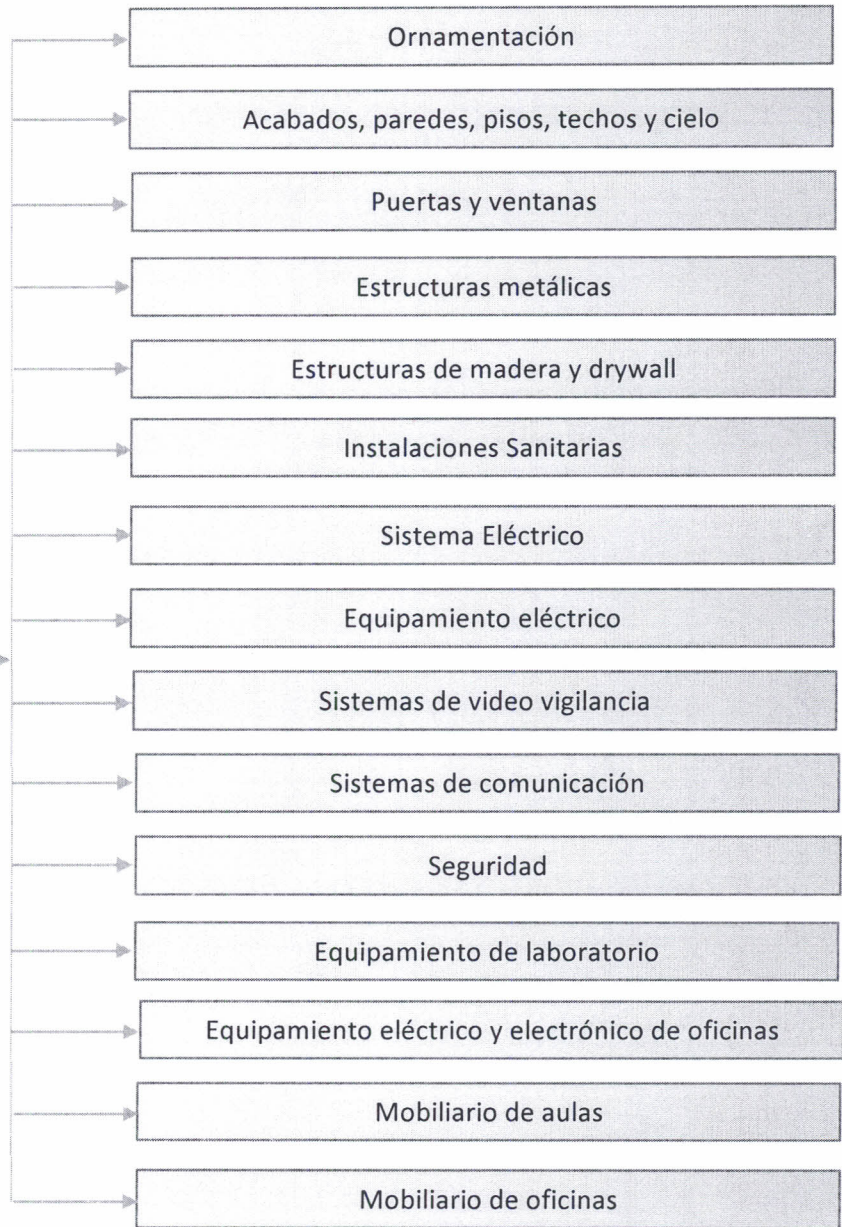 Ornamentación
Acabados, paredes, pisos, techos y cielo
Puertas y ventanas
Estructuras metálicas
Estructuras de madera y drywall
Instalaciones Sanitarias
Sistema Eléctrico
Equipamiento eléctrico
Sistemas de video vigilancia
Sistemas de comunicación
Seguridad
Equipamiento de laboratorio
Equipamiento eléctrico y electrónico de oficinas
Mobiliario de aulas
Mobiliario de oficinas